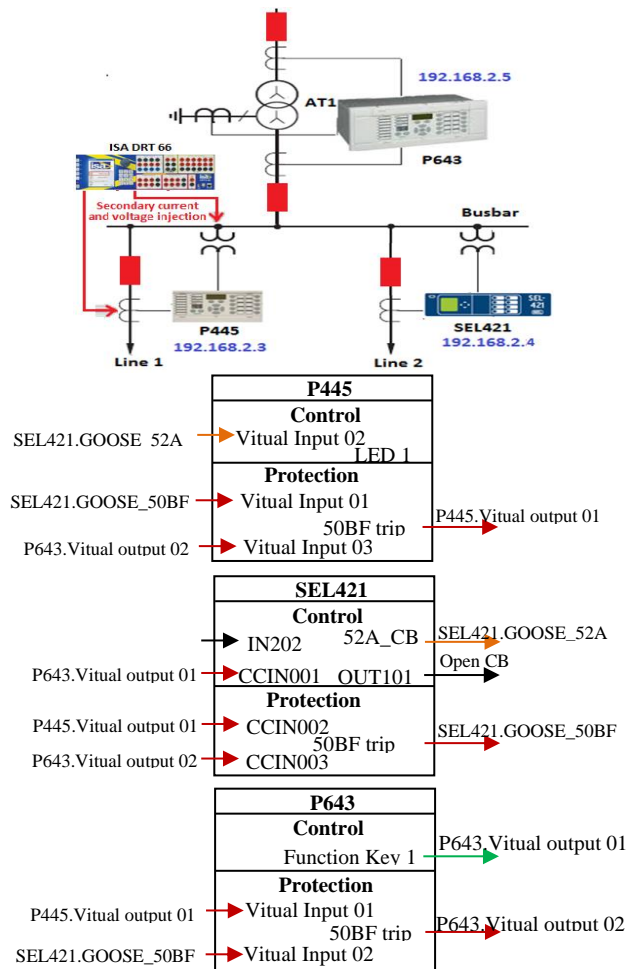 192.168.2.5
AT1
P643
ISA DRT 66
Secondary current
and voltage injection
Busbar
P445
192.168.2.3
SEL-
421
SEL421
192.168.2.4
Line 1
Line 2
P445
Control
SEL421.GOOSE_52A
Vitual Input 02
LED 1
Protection
SEL421.GOOSE_50BF
Vitual Input 01
50BF trip
P445.Vitual output 01
P643.Vitual output 02
Vitual Input 03
SEL421
Control
IN202
52A_CB
SEL421.GOOSE_52A
P643.Vitual output 01
CCIN001
OUT101
Open CB
Protection
P445.Vitual output 01
CCIN002
50BF trip
SEL421.GOOSE_50BF
P643.Vitual output 02
CCIN003
P643
Control
Function Key 1
P643.Vitual output 01
Protection
P445.Vitual output 01
Vitual Input 01
50BF trip
P643.Vitual output 02
SEL421.GOOSE_50BF
Vitual Input 02